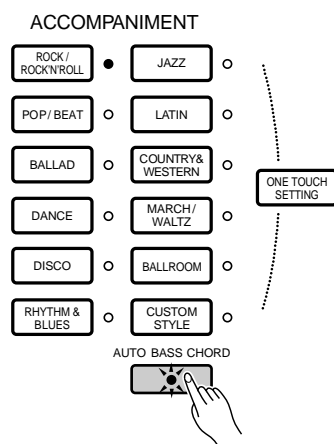 ACCOMPANIMENT
ROCK /
ROCK'N'ROLL
JAZZ
POP / BEAT
LATIN
BALLAD
COUNTRY&
WESTERN
ONE TOUCH
SETTING
DANCE
MARCH /
WALTZ
DISCO
BALLROOM
RHYTHM &
BLUES
CUSTOM
STYLE
AUTO BASS CHORD